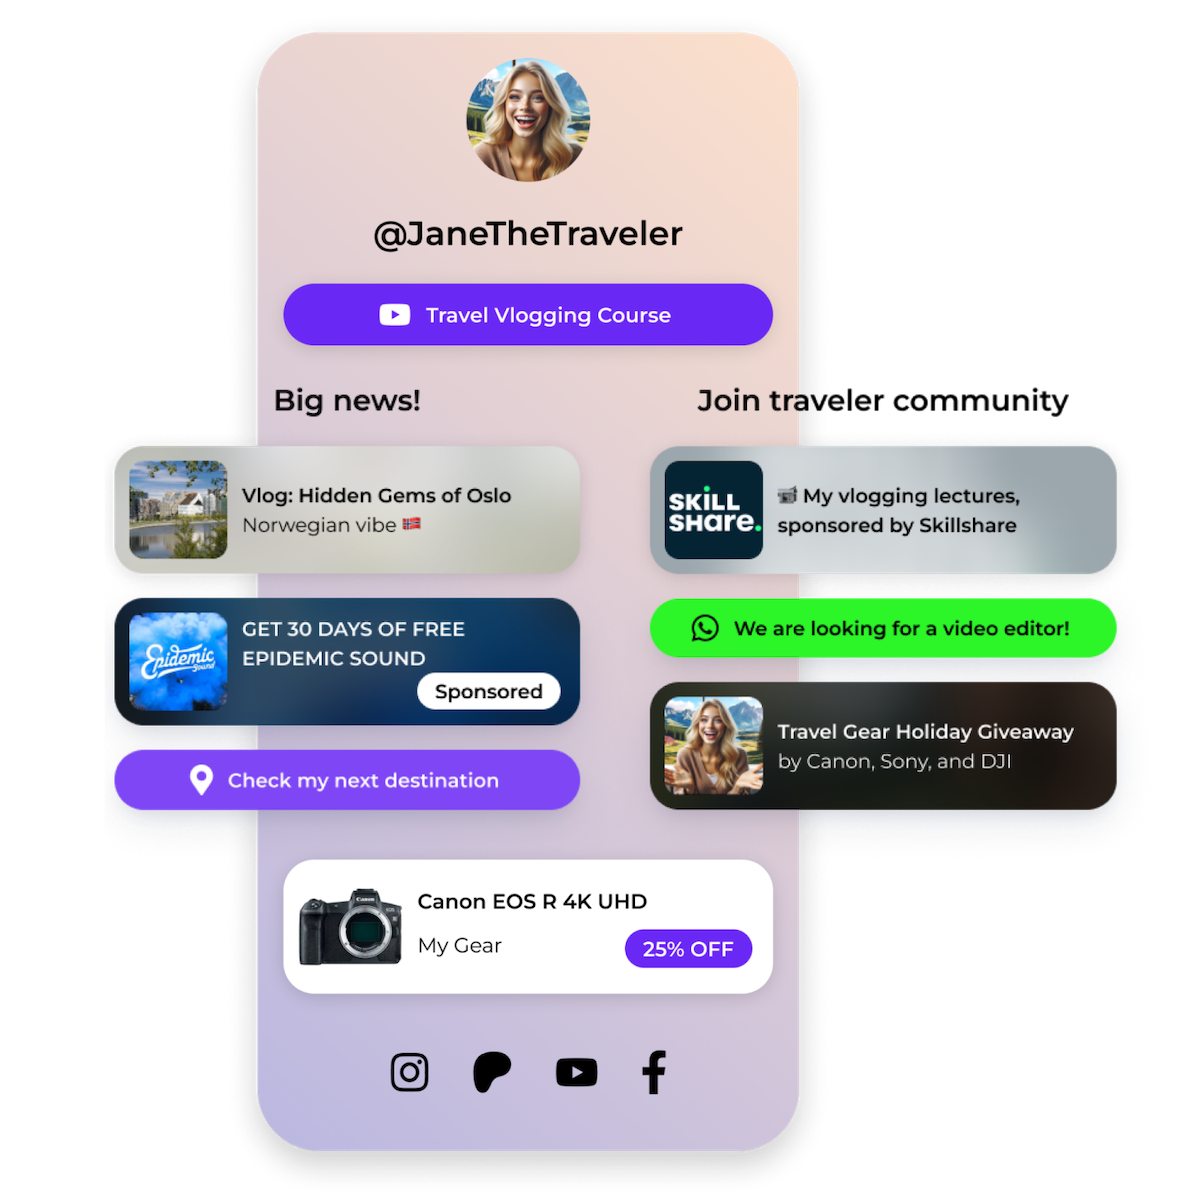 @JaneTheTraveler
Travel Vlogging Course
Big news!
Vlog: Hidden Gems of Oslo
Norwegian vibe 🇳🇴
Epidemic
Sound
GET 30 DAYS OF FREE
EPIDEMIC SOUND
Sponsored
Check my next destination
Join traveler community
SKILL
SHare.
📹 My vlogging lectures,
sponsored by Skillshare
We are looking for a video editor!
Travel Gear Holiday Giveaway
by Canon, Sony, and DJI
Canon
EOS
R
Canon EOS R 4K UHD
My Gear
25% OFF